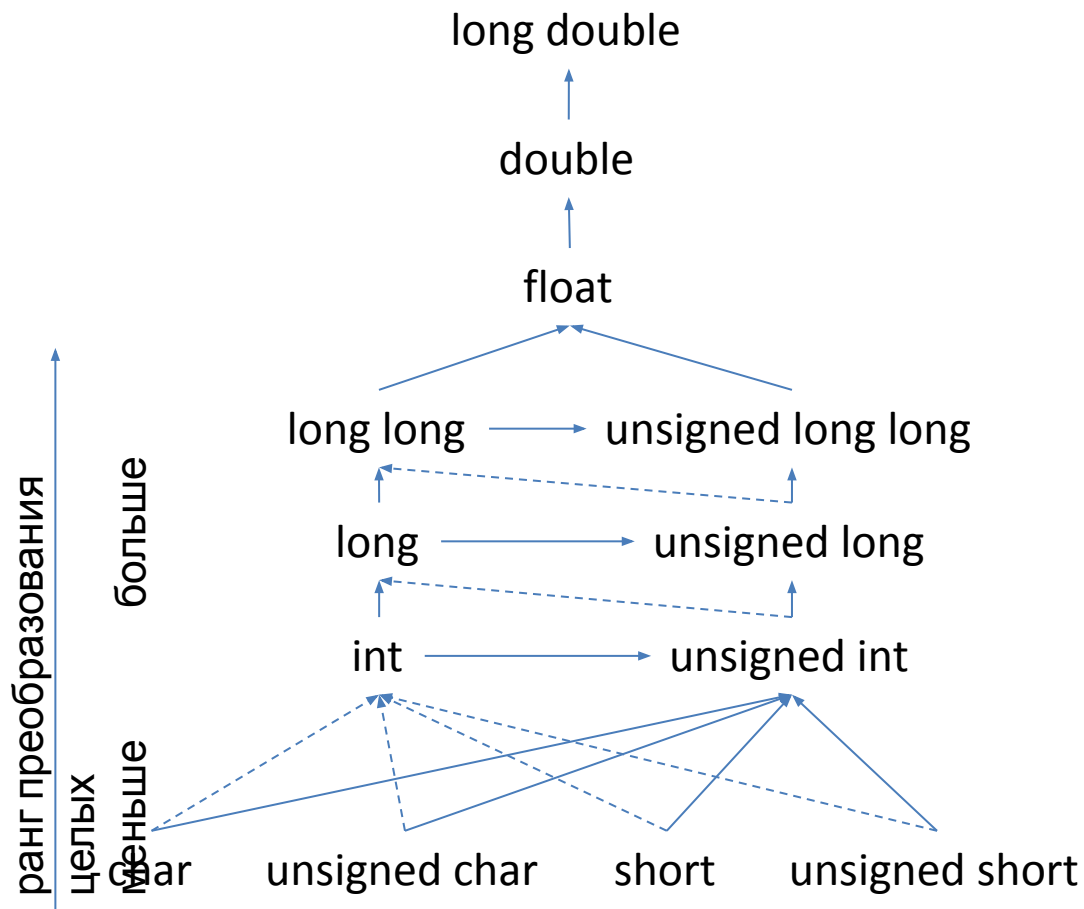 long double
double
float
long long
unsigned long long
long
unsigned long
int
unsigned int
char
unsigned char
short
unsigned short
ранг преобразования
целых
меньше
больше